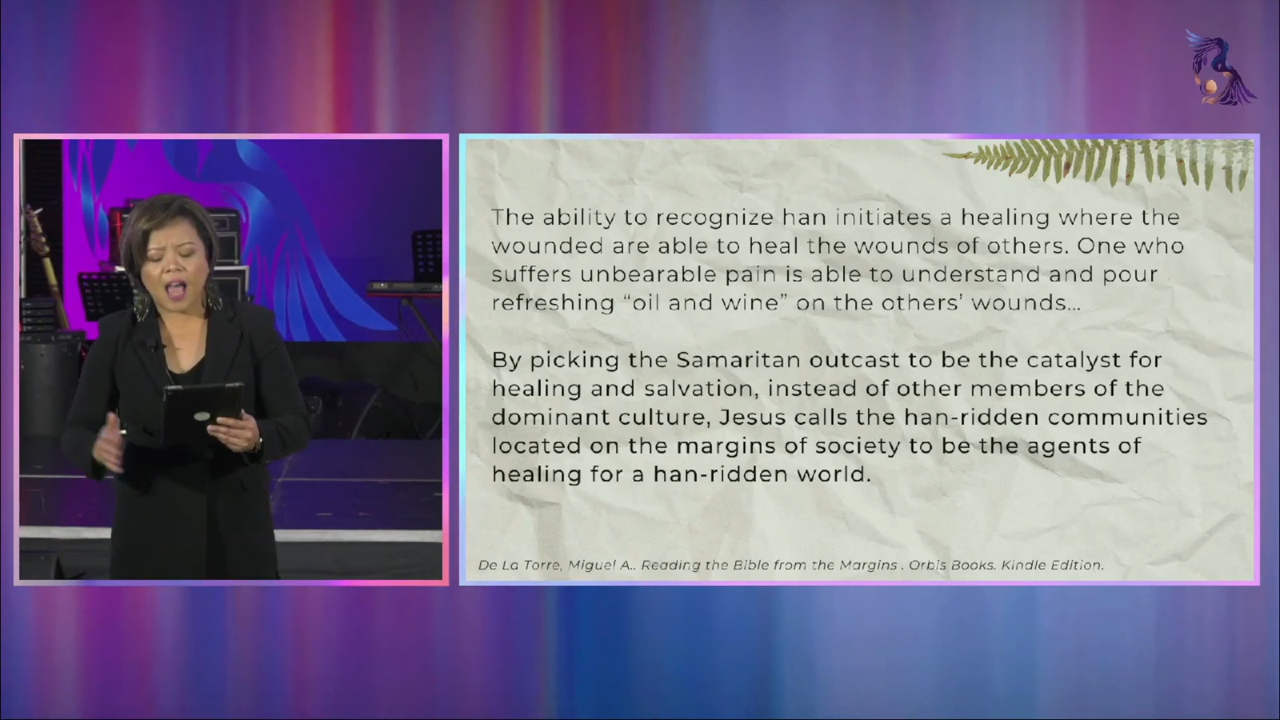 The ability to recognize han initiates a healing where the
wounded are able to heal the wounds of others. One who
suffers unbearable pain is able to understand and pour
refreshing “oil and wine” on the others’ wounds...
By picking the Samaritan outcast to be the catalyst for
healing and salvation, instead of other members of the
dominant culture, Jesus calls the han-ridden communities
located on the margins of society to be the agents of
healing for a han-ridden world.
De La Torre, Miguel A.. Reading the Bible from the Margins . Orbis Books. Kindle Edition.